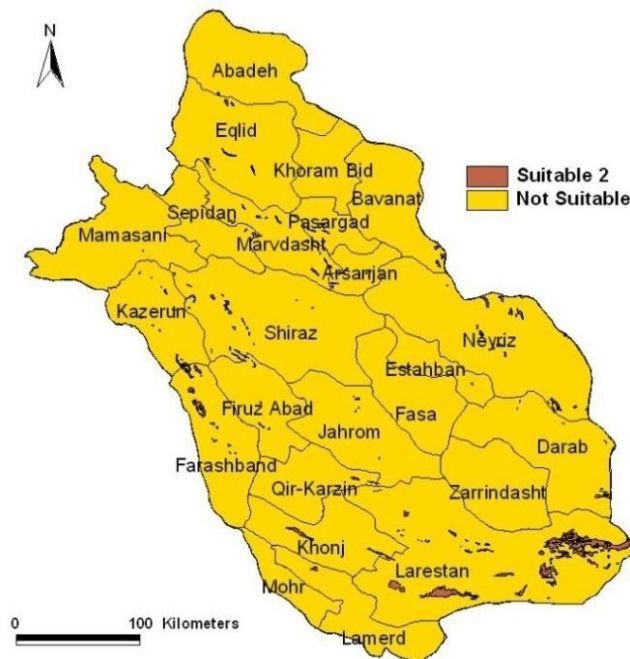 N
Abadeh
Eqlid
Khoram Bid
Suitable 2
Not Suitable
Bavanat
Sepidan
Pasargad
Mamasani
Marvdasht
Arsanjan
Kazerun
Shiraz
Neyriz
Estahban
Firuz Abad
Fasa
Jahrom
Darab
Farashband
Qir-Karzin
Zarrindasht
Khonj
Larestan
Mohr
Lamerd
0 100 Kilometers